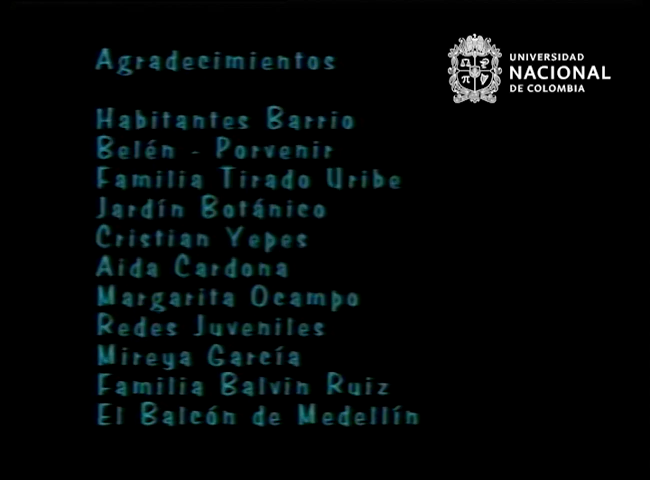 Agradecimientos
UNIVERSIDAD
NACIONAL
DE COLOMBIA
Habitantes Barrio
Belén - Porvenir
Familia Tirado Uribe
Jardín Botánico
Cristian Yepes
Aida Cardona
Margarita Ocampo
Redes Juveniles
Mireya García
Familia Balvin Ruiz
El Balcón de Medellín